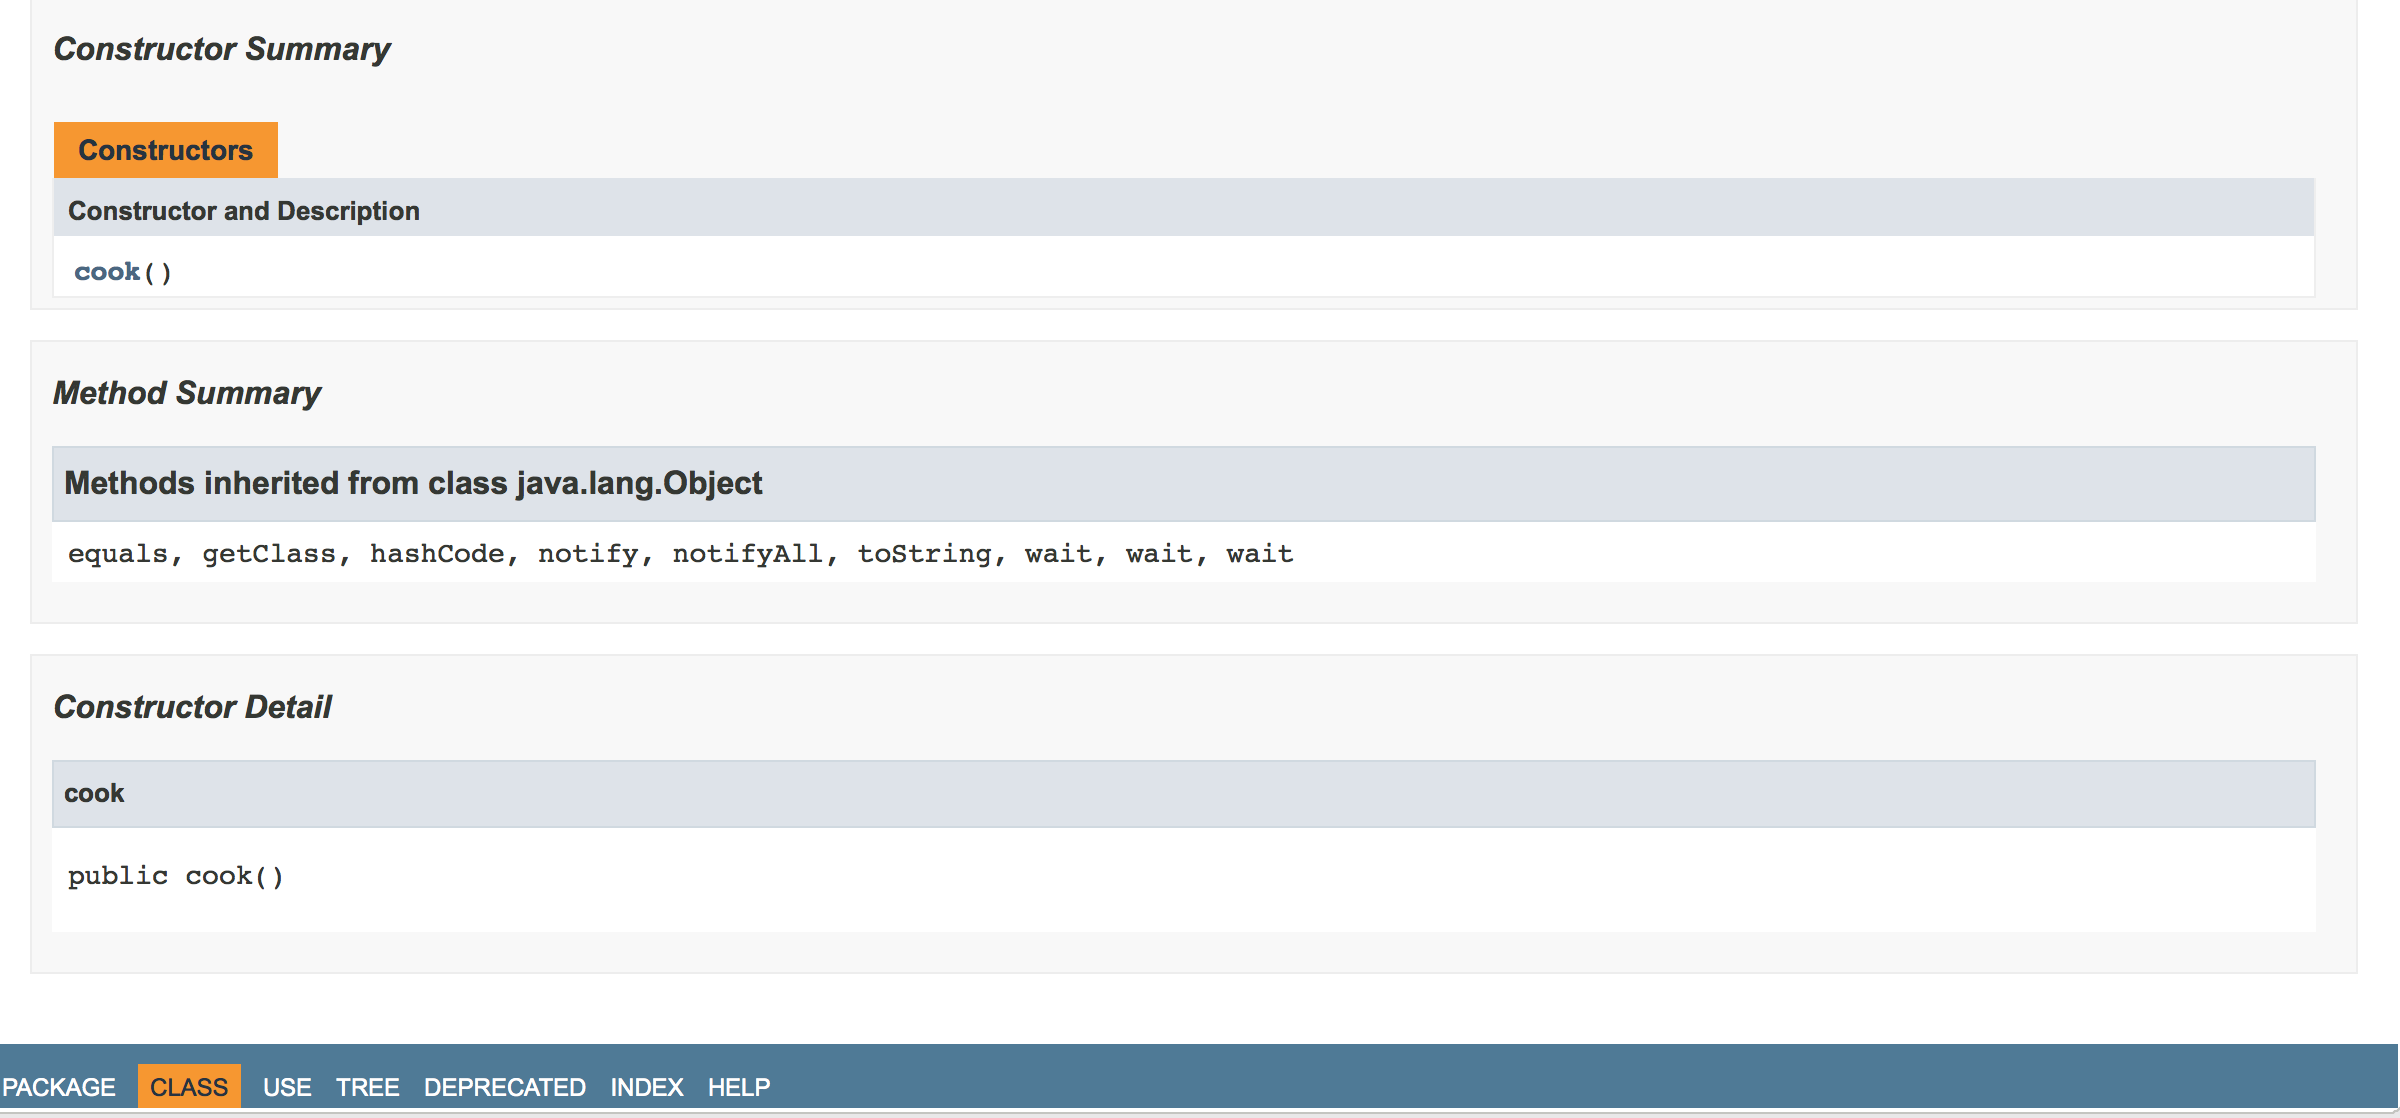 Constructor Summary
Constructors
Constructor and Description
cook()
Method Summary
Methods inherited from class java.lang.Object
equals, getClass, hashCode, notify, notifyAll, toString, wait, wait, wait
Constructor Detail
cook
public cook()
PACKAGE CLASS USE TREE DEPRECATED INDEX HELP